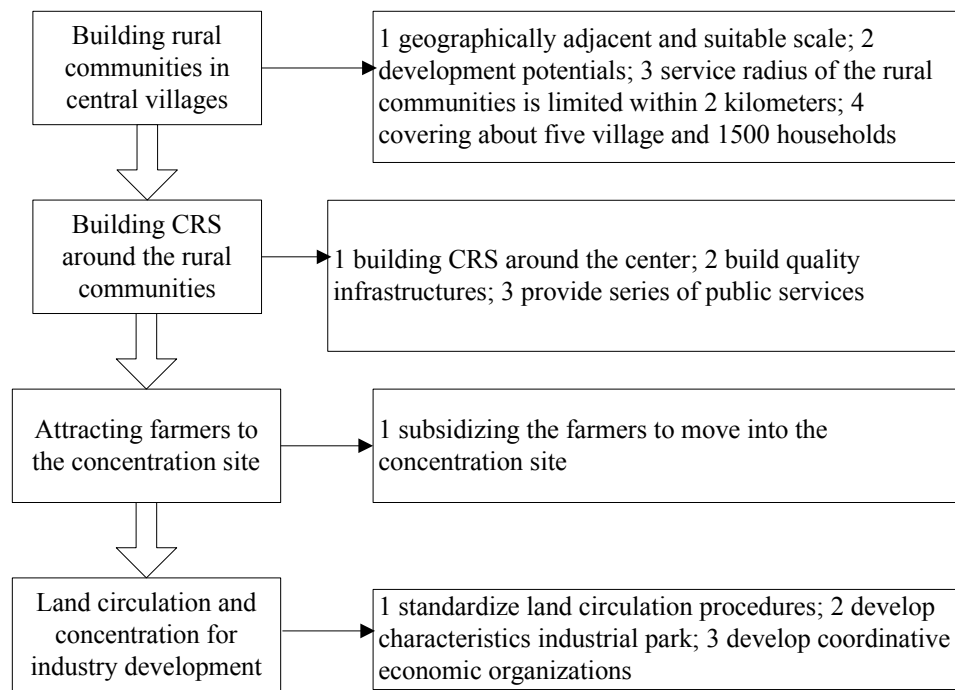 Building rural
communities in
central villages
1 geographically adjacent and suitable scale; 2
development potentials; 3 service radius of the rural
communities is limited within 2 kilometers; 4
covering about five village and 1500 households
Building CRS
around the rural
communities
1 building CRS around the center; 2 build quality
infrastructures; 3 provide series of public services
Attracting farmers to
the concentration site
1 subsidizing the farmers to move into the
concentration site
Land circulation and
concentration for
industry development
1 standardize land circulation procedures; 2 develop
characteristics industrial park; 3 develop coordinative
economic organizations